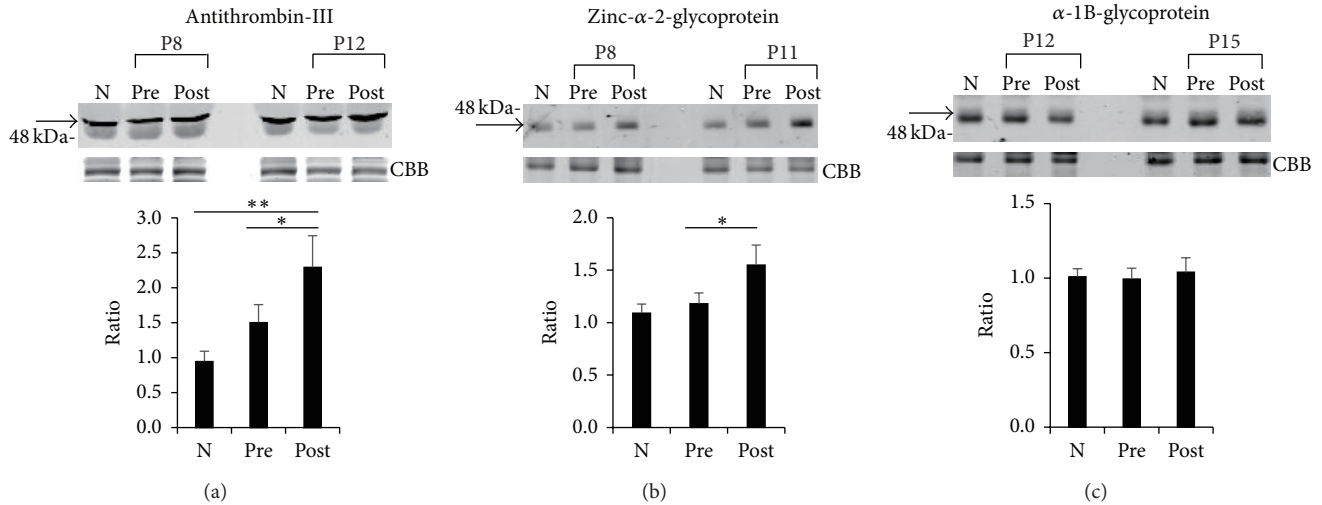 Antithrombin-III
P8 P12
N Pre Post N Pre Post
48 kDa-
CBB
** 
*
3.0
2.5
2.0
1.5
1.0
0.5
0.0
Ratio
N Pre Post
(a)
Zinc-α-2-glycoprotein
P8 P11
N Pre Post N Pre Post
48 kDa-
CBB
*
2.0
1.5
1.0
0.5
0.0
Ratio
N Pre Post
(b)
α-1B-glycoprotein
P12 P15
N Pre Post N Pre Post
48 kDa-
CBB
1.5
1.0
0.5
0.0
Ratio
N Pre Post
(c)